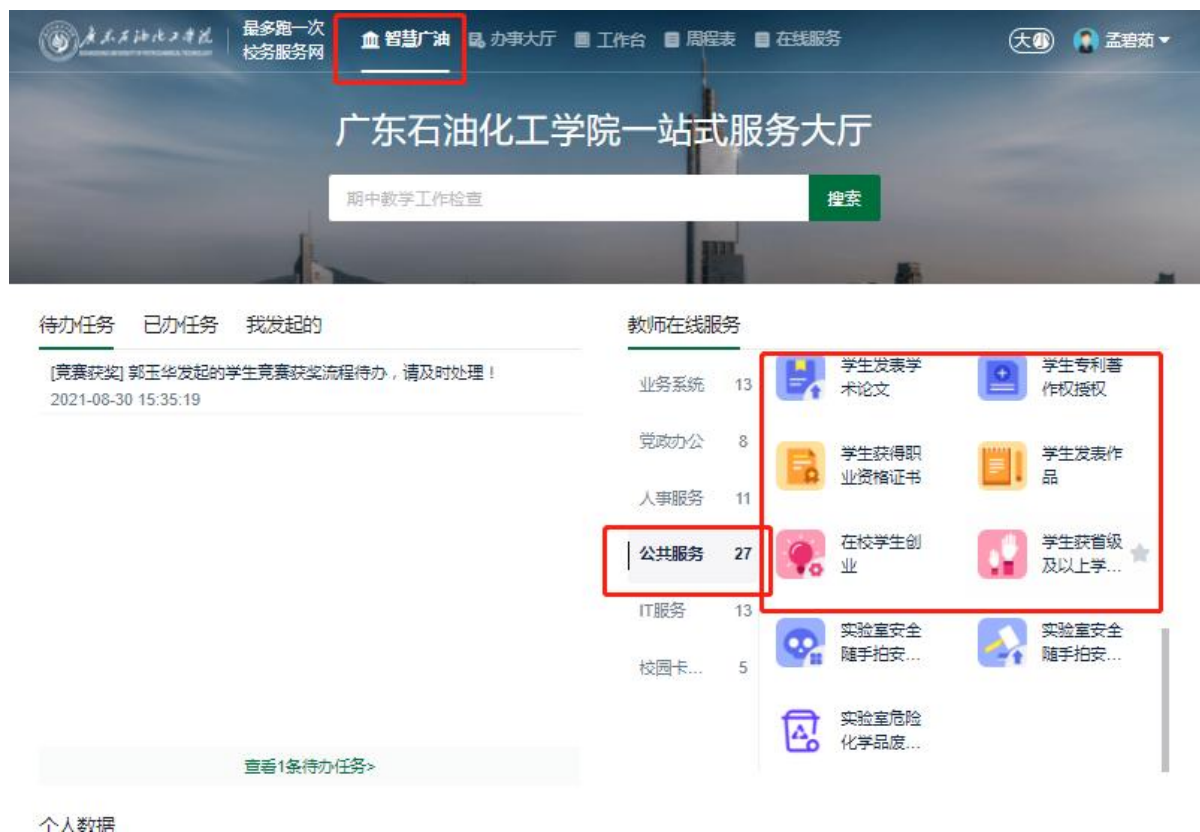 广东石油化工学院
最多跑一次
校务服务网
智慧广油
办事大厅
工作台
周程表
在线服务
大小
孟碧茹
广东石油化工学院一站式服务大厅
期中教学工作检查
搜索
待办任务 已办任务 我发起的
[竞赛获奖] 郭玉华发起的学生竞赛获奖流程待办，请及时处理！
2021-08-30 15:35:19
查看1条待办任务>
教师在线服务
业务系统 13
党政办公 8
人事服务 11
公共服务 27
IT服务 13
校园卡... 5
学生发表学
术论文
学生专利著
作权授权
学生获得职
业资格证书
学生发表作
品
在校学生创
业
学生获省级
及以上学...
实验室安全
随手拍安...
实验室安全
随手拍安...
实验室危险
化学品废...
个人数据